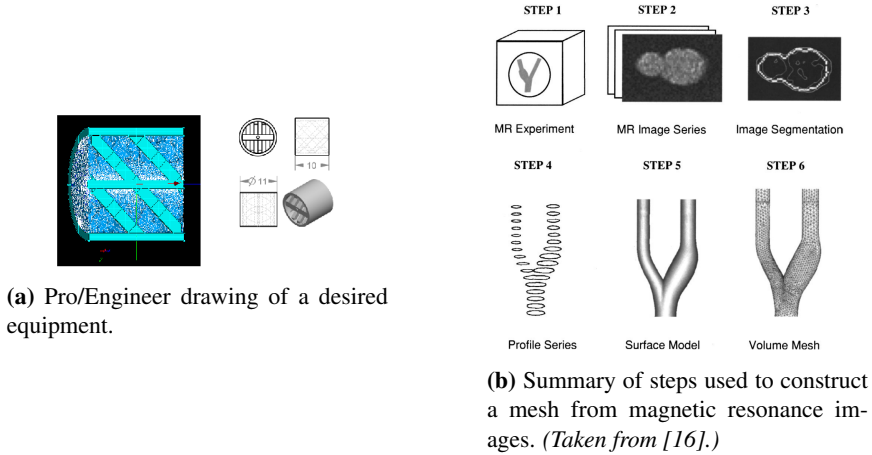 10
Ø 11
(a) Pro/Engineer drawing of a desired
equipment.
STEP 1
STEP 2
STEP 3
MR Experiment
MR Image Series
Image Segmentation
STEP 4
STEP 5
STEP 6
Profile Series
Surface Model
Volume Mesh
(b) Summary of steps used to construct
a mesh from magnetic resonance im-
ages. (Taken from [16].)